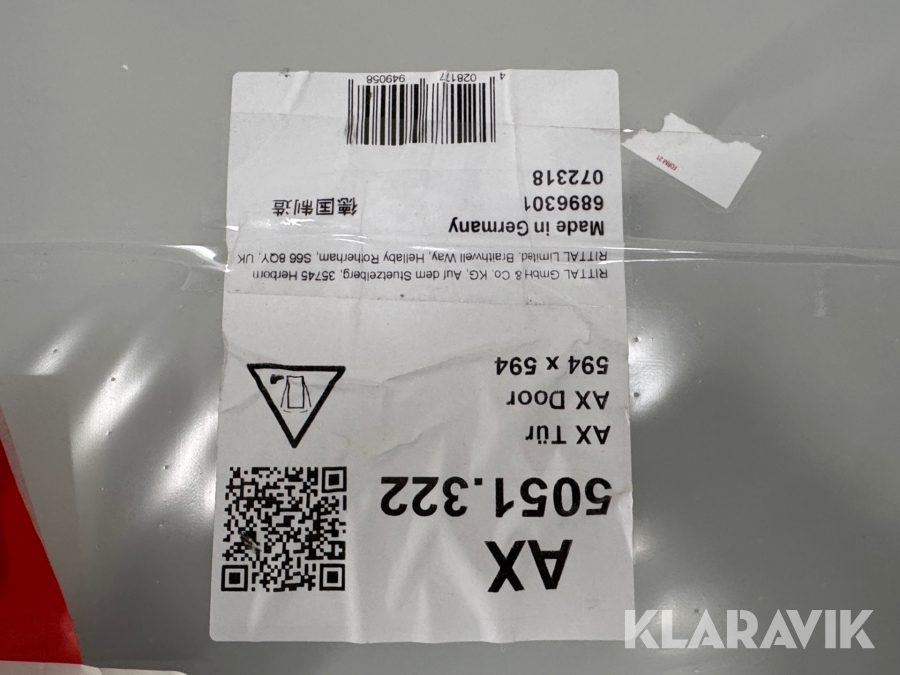 AX
5051.322
AX Tür
AX Door
594 x 594
RITTAL GmbH & Co. KG, Auf dem Stuetzelberg, 35745 Herborn
RITTAL Limited, Braithwell Way, Hellaby Rotherham, S66 8QY, UK
Made in Germany
6896301 德国制造
072318
4 028177 949058
FORM 21
KLARAVIK